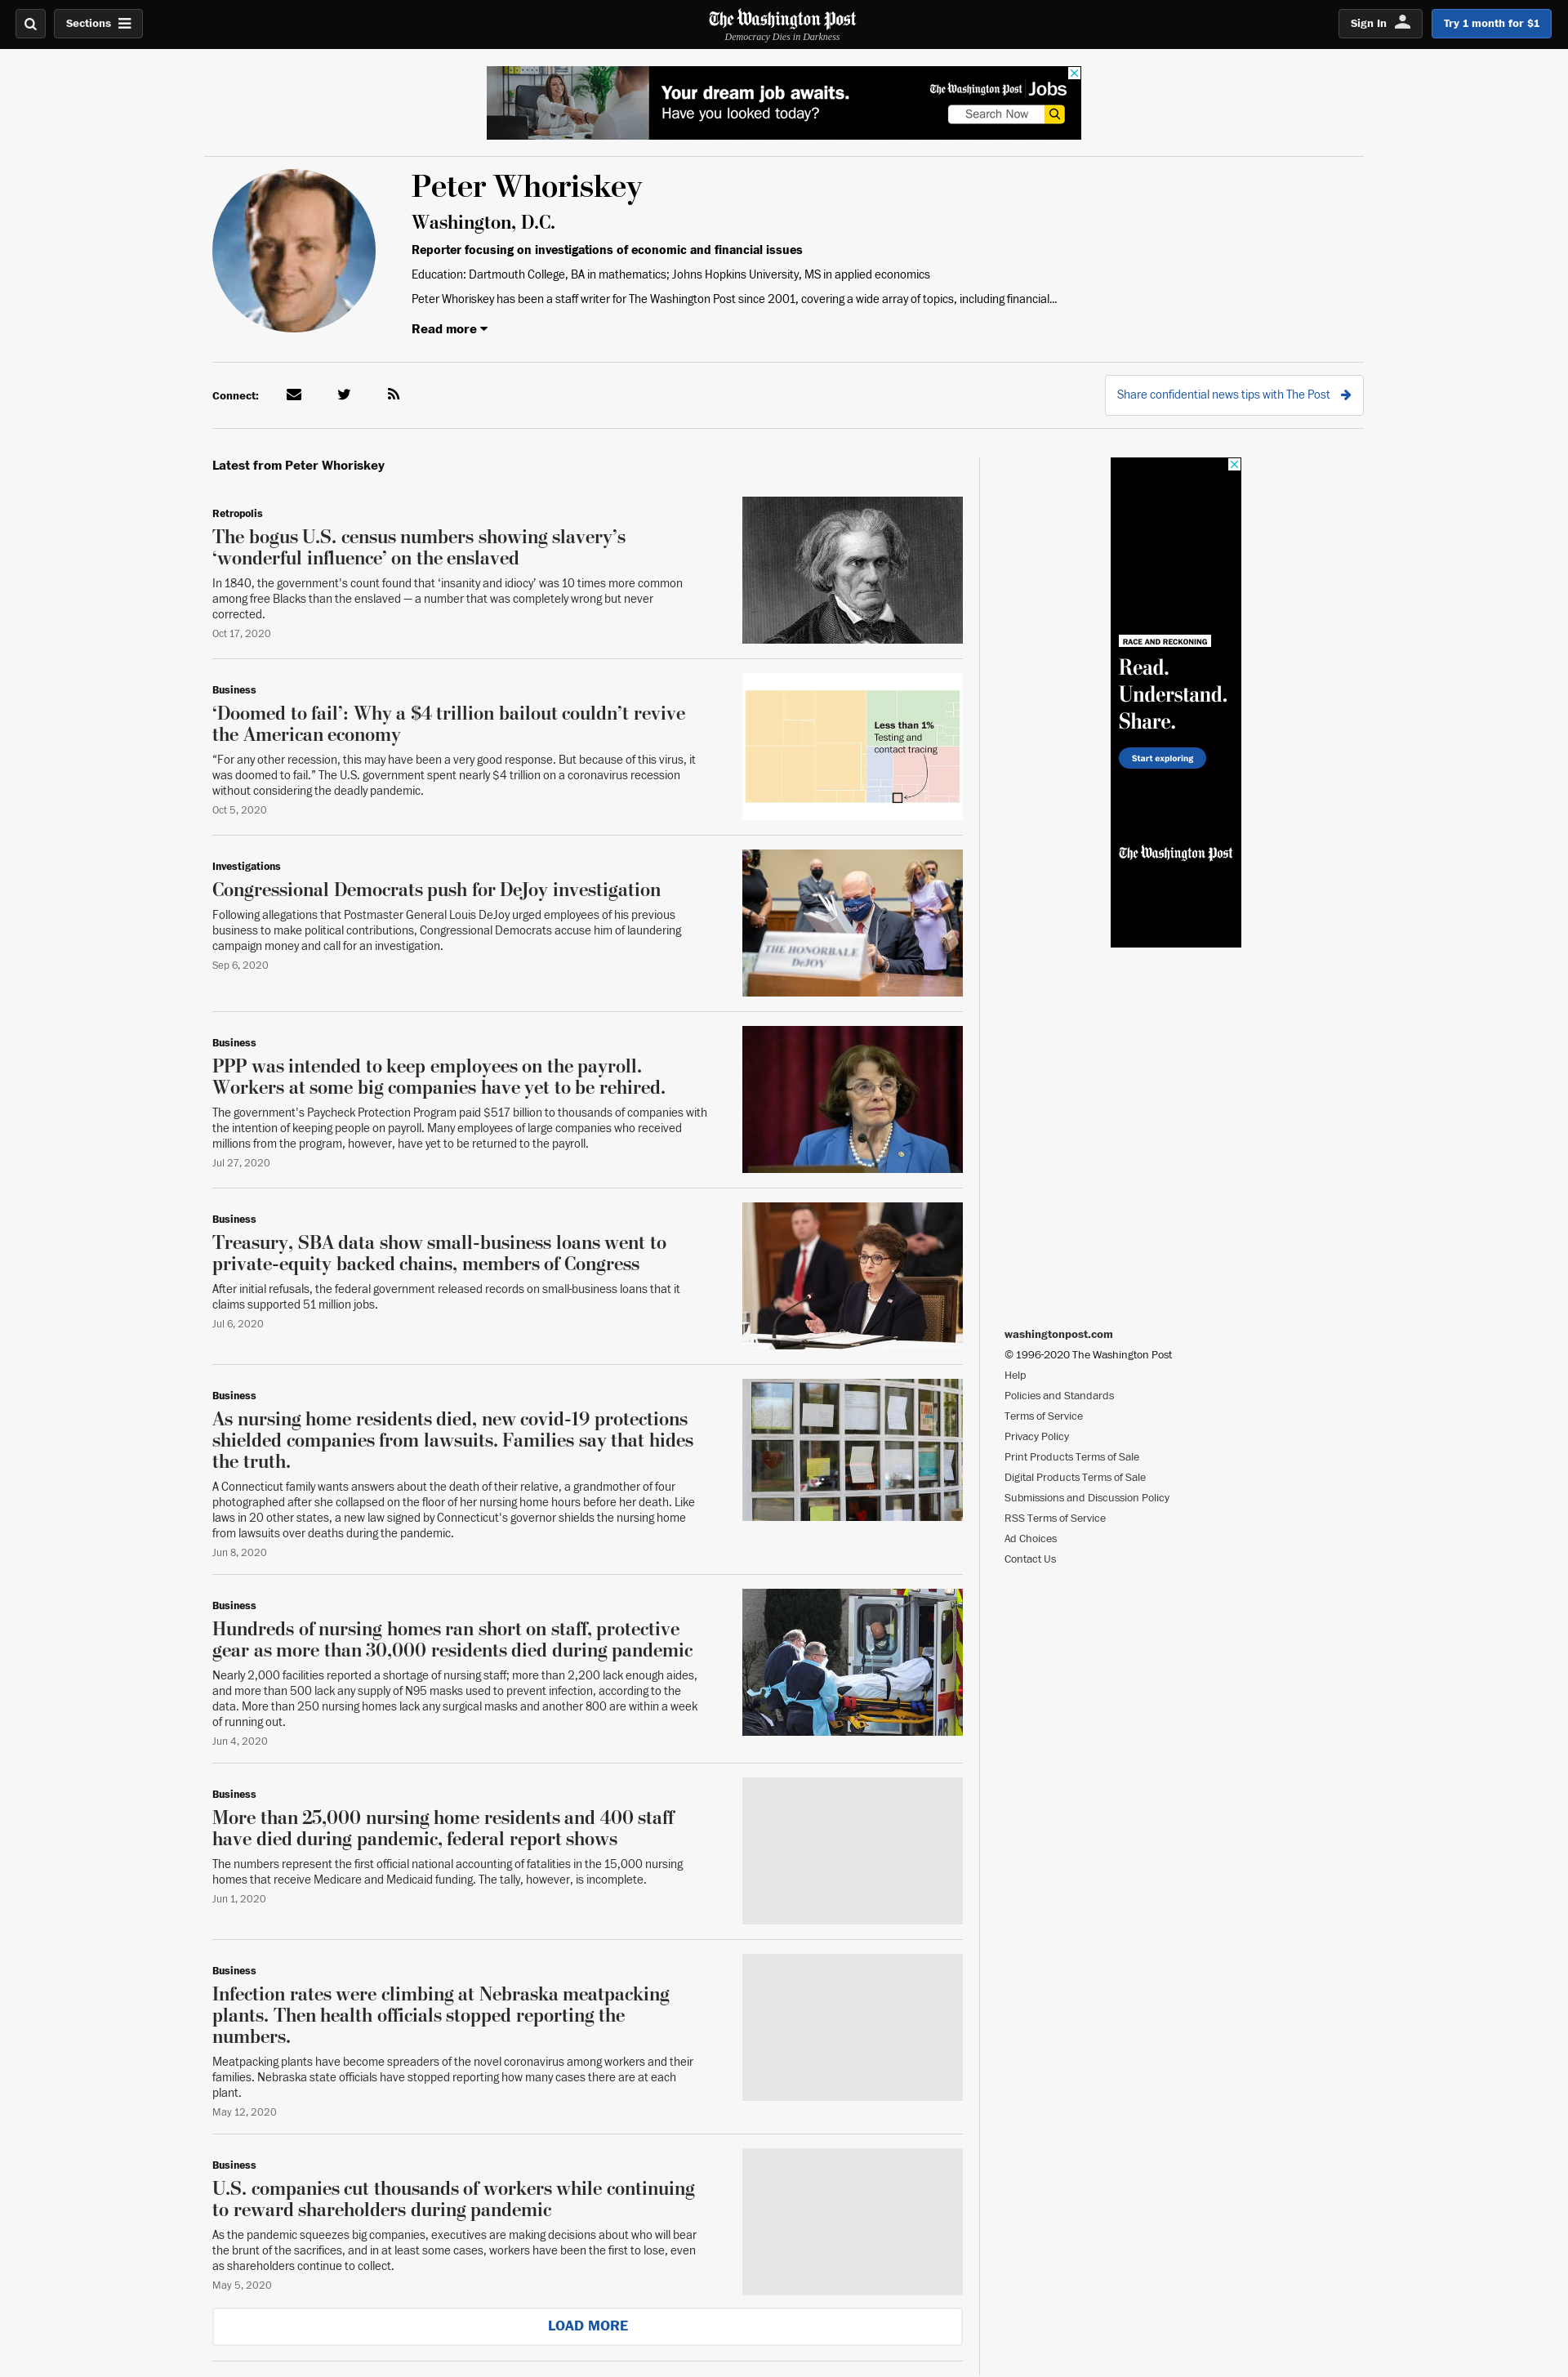 Sections
The Washington Post
Democracy Dies in Darkness
Sign In
Try 1 month for $1
Your dream job awaits.
Have you looked today?
The Washington Post Jobs
Search Now
Peter Whoriskey
Washington, D.C.
Reporter focusing on investigations of economic and financial issues
Education: Dartmouth College, BA in mathematics; Johns Hopkins University, MS in applied economics
Peter Whoriskey has been a staff writer for The Washington Post since 2001, covering a wide array of topics, including financial...
Read more
Connect:
Share confidential news tips with The Post
Latest from Peter Whoriskey
Retropolis
The bogus U.S. census numbers showing slavery’s
‘wonderful influence’ on the enslaved
In 1840, the government's count found that ‘insanity and idiocy’ was 10 times more common
among free Blacks than the enslaved — a number that was completely wrong but never
corrected.
Oct 17, 2020
Business
‘Doomed to fail’: Why a $4 trillion bailout couldn’t revive
the American economy
“For any other recession, this may have been a very good response. But because of this virus, it
was doomed to fail.” The U.S. government spent nearly $4 trillion on a coronavirus recession
without considering the deadly pandemic.
Oct 5, 2020
Less than 1%
Testing and
contact tracing
Investigations
Congressional Democrats push for DeJoy investigation
Following allegations that Postmaster General Louis DeJoy urged employees of his previous
business to make political contributions, Congressional Democrats accuse him of laundering
campaign money and call for an investigation.
Sep 6, 2020
THE HONORBALE
DeJOY
Business
PPP was intended to keep employees on the payroll.
Workers at some big companies have yet to be rehired.
The government's Paycheck Protection Program paid $517 billion to thousands of companies with
the intention of keeping people on payroll. Many employees of large companies who received
millions from the program, however, have yet to be returned to the payroll.
Jul 27, 2020
Business
Treasury, SBA data show small-business loans went to
private-equity backed chains, members of Congress
After initial refusals, the federal government released records on small-business loans that it
claims supported 51 million jobs.
Jul 6, 2020
Business
As nursing home residents died, new covid-19 protections
shielded companies from lawsuits. Families say that hides
the truth.
A Connecticut family wants answers about the death of their relative, a grandmother of four
photographed after she collapsed on the floor of her nursing home hours before her death. Like
laws in 20 other states, a new law signed by Connecticut's governor shields the nursing home
from lawsuits over deaths during the pandemic.
Jun 8, 2020
Business
Hundreds of nursing homes ran short on staff, protective
gear as more than 30,000 residents died during pandemic
Nearly 2,000 facilities reported a shortage of nursing staff; more than 2,200 lack enough aides,
and more than 500 lack any supply of N95 masks used to prevent infection, according to the
data. More than 250 nursing homes lack any surgical masks and another 800 are within a week
of running out.
Jun 4, 2020
Business
More than 25,000 nursing home residents and 400 staff
have died during pandemic, federal report shows
The numbers represent the first official national accounting of fatalities in the 15,000 nursing
homes that receive Medicare and Medicaid funding. The tally, however, is incomplete.
Jun 1, 2020
Business
Infection rates were climbing at Nebraska meatpacking
plants. Then health officials stopped reporting the
numbers.
Meatpacking plants have become spreaders of the novel coronavirus among workers and their
families. Nebraska state officials have stopped reporting how many cases there are at each
plant.
May 12, 2020
Business
U.S. companies cut thousands of workers while continuing
to reward shareholders during pandemic
As the pandemic squeezes big companies, executives are making decisions about who will bear
the brunt of the sacrifices, and in at least some cases, workers have been the first to lose, even
as shareholders continue to collect.
May 5, 2020
LOAD MORE
RACE AND RECKONING
Read.
Understand.
Share.
Start exploring
The Washington Post
washingtonpost.com
© 1996-2020 The Washington Post
Help
Policies and Standards
Terms of Service
Privacy Policy
Print Products Terms of Sale
Digital Products Terms of Sale
Submissions and Discussion Policy
RSS Terms of Service
Ad Choices
Contact Us